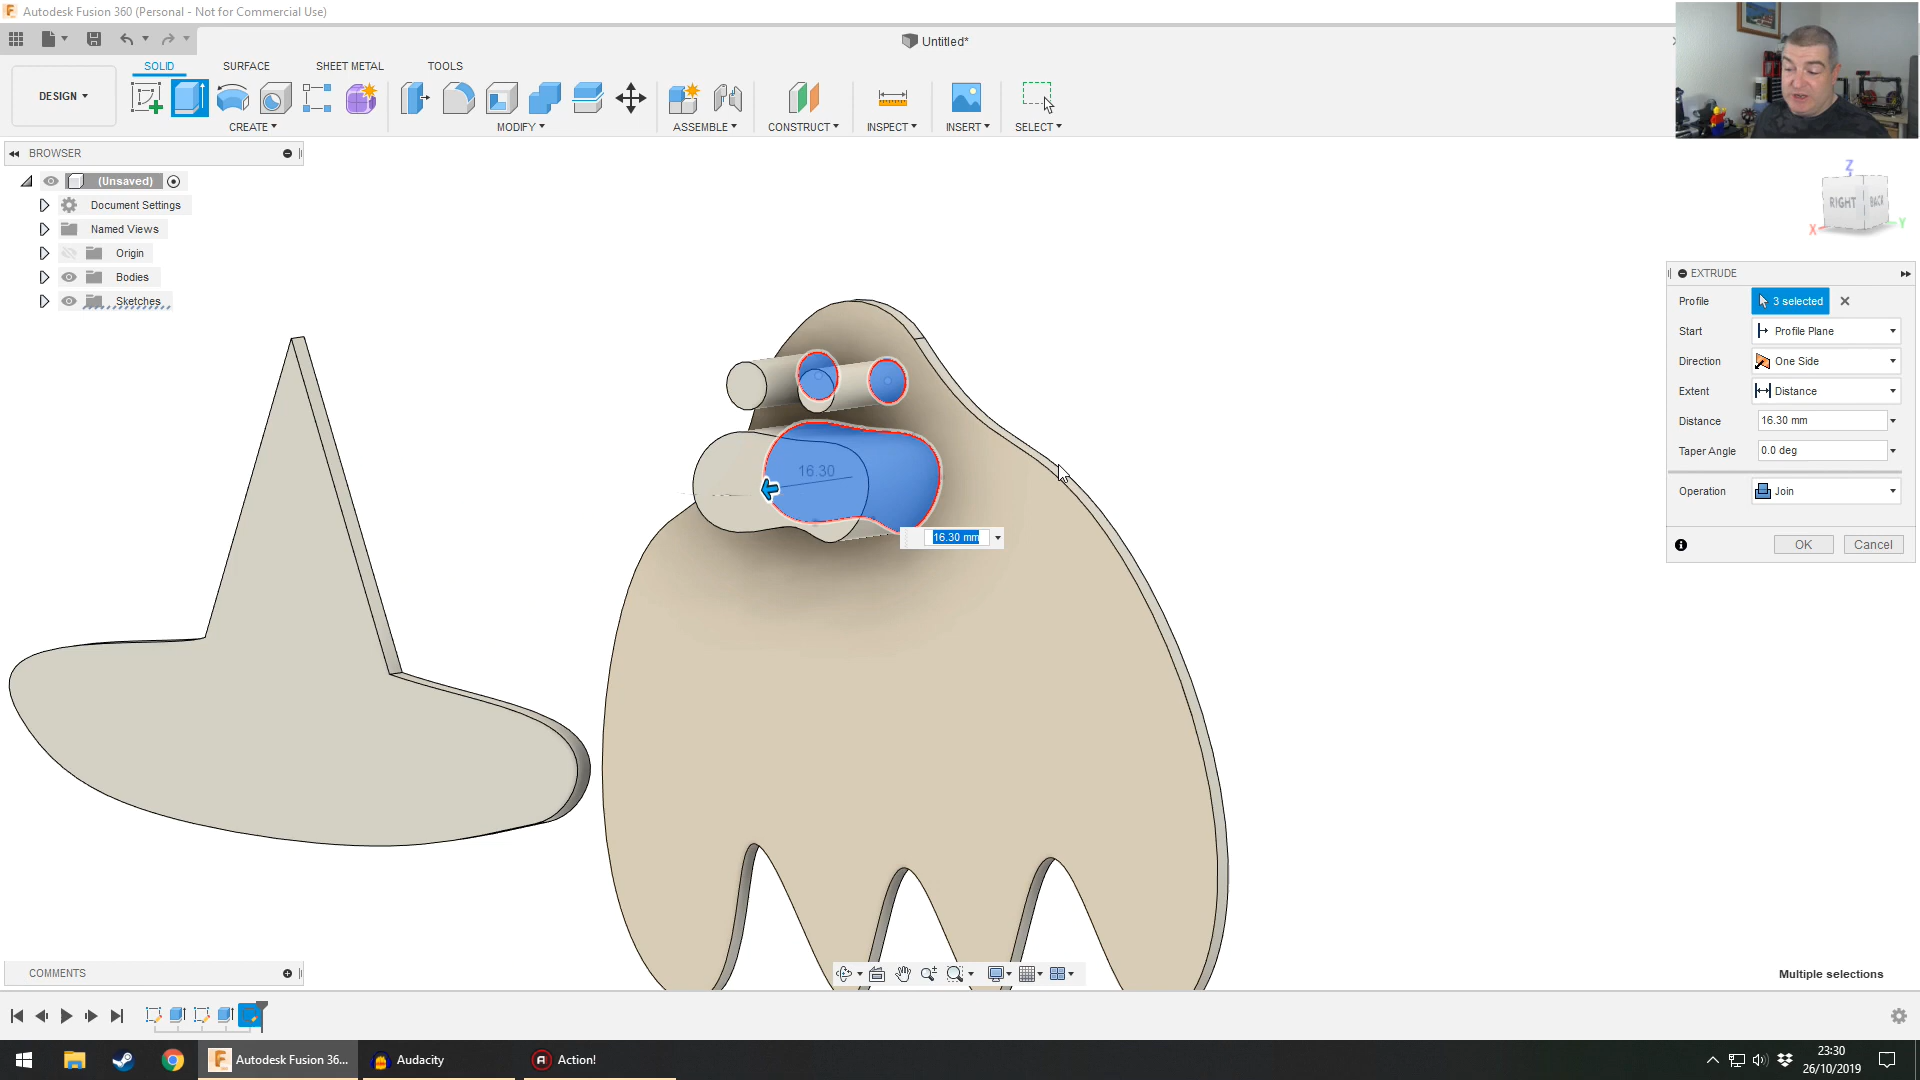 Autodesk Fusion 360 (Personal - Not for Commercial Use)
Untitled*
SOLID
SURFACE
SHEET METAL
TOOLS
DESIGN
CREATE
MODIFY
ASSEMBLE
CONSTRUCT
INSPECT
INSERT
SELECT
BROWSER
(Unsaved)
Document Settings
Named Views
Origin
Bodies
Sketches
Z
RIGHT
BACK
X
Y
EXTRUDE
Profile
3 selected
Start
Profile Plane
Direction
One Side
Extent
Distance
Distance
16.30 mm
Taper Angle
0.0 deg
Operation
Join
OK
Cancel
16.30
16.30 mm
COMMENTS
Multiple selections
Autodesk Fusion 36...
Audacity
Action!
23:30
26/10/2019